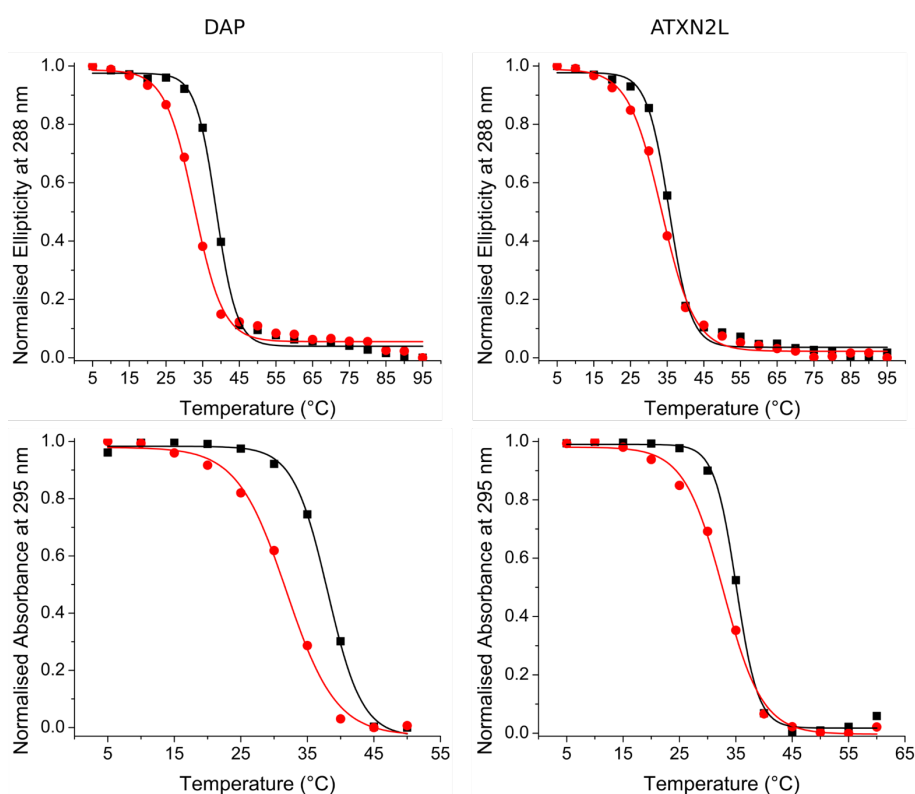 DAP
ATXN2L
Normalised Ellipticity at 288 nm
1.0
0.8
0.6
0.4
0.2
0.0
5 15 25 35 45 55 65 75 85 95
Temperature (°C)
Normalised Ellipticity at 288 nm
1.0
0.8
0.6
0.4
0.2
0.0
5 15 25 35 45 55 65 75 85 95
Temperature (°C)
Normalised Absorbance at 295 nm
1.0
0.8
0.6
0.4
0.2
0.0
5 15 25 35 45 55
Temperature (°C)
Normalised Absorbance at 295 nm
1.0
0.8
0.6
0.4
0.2
0.0
5 15 25 35 45 55 65
Temperature (°C)